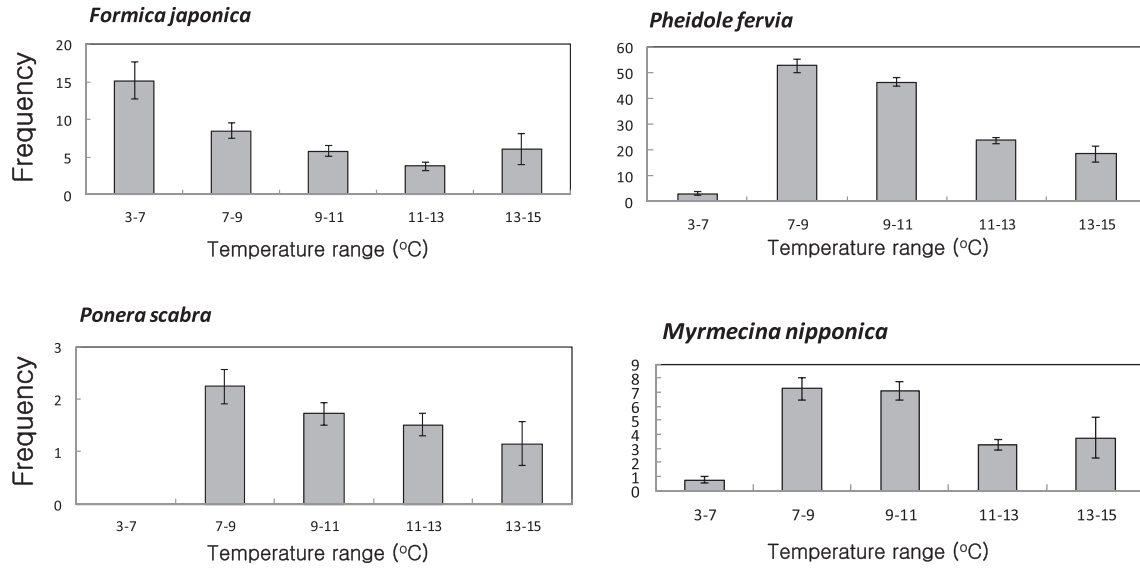 Formica japonica
Frequency
20
15
10
5
0
3-7 7-9 9-11 11-13 13-15
Temperature range (°C)
Pheidole fervia
60
50
40
30
20
10
0
3-7 7-9 9-11 11-13 13-15
Temperature range (°C)
Ponera scabra
Frequency
3
2
1
0
3-7 7-9 9-11 11-13 13-15
Temperature range (°C)
Myrmecina nipponica
9
8
7
6
5
4
3
2
1
0
3-7 7-9 9-11 11-13 13-15
Temperature range (°C)